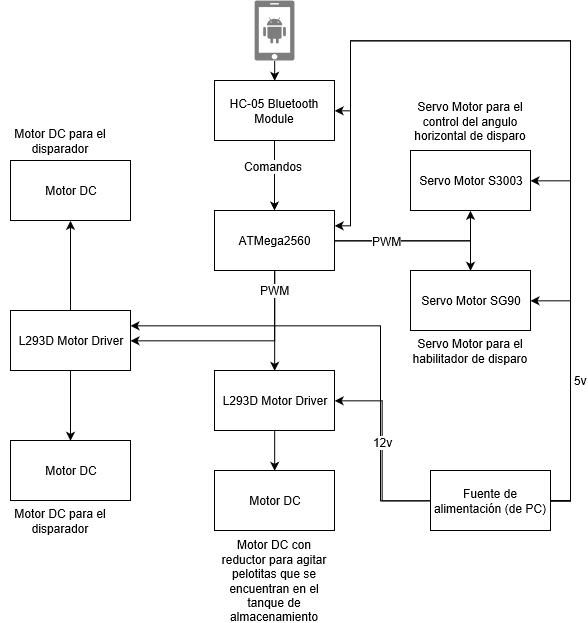 HC-05 Bluetooth
Module
Servo Motor para el
control del angulo
horizontal de disparo
Motor DC para el
disparador
Comandos
Servo Motor S3003
Motor DC
ATMega2560
PWM
PWM
Servo Motor SG90
L293D Motor Driver
Servo Motor para el
habilitador de disparo
5v
L293D Motor Driver
12v
Motor DC
Motor DC
Fuente de
alimentación (de PC)
Motor DC para el
disparador
Motor DC con
reductor para agitar
pelotitas que se
encuentran en el
tanque de
almacenamiento